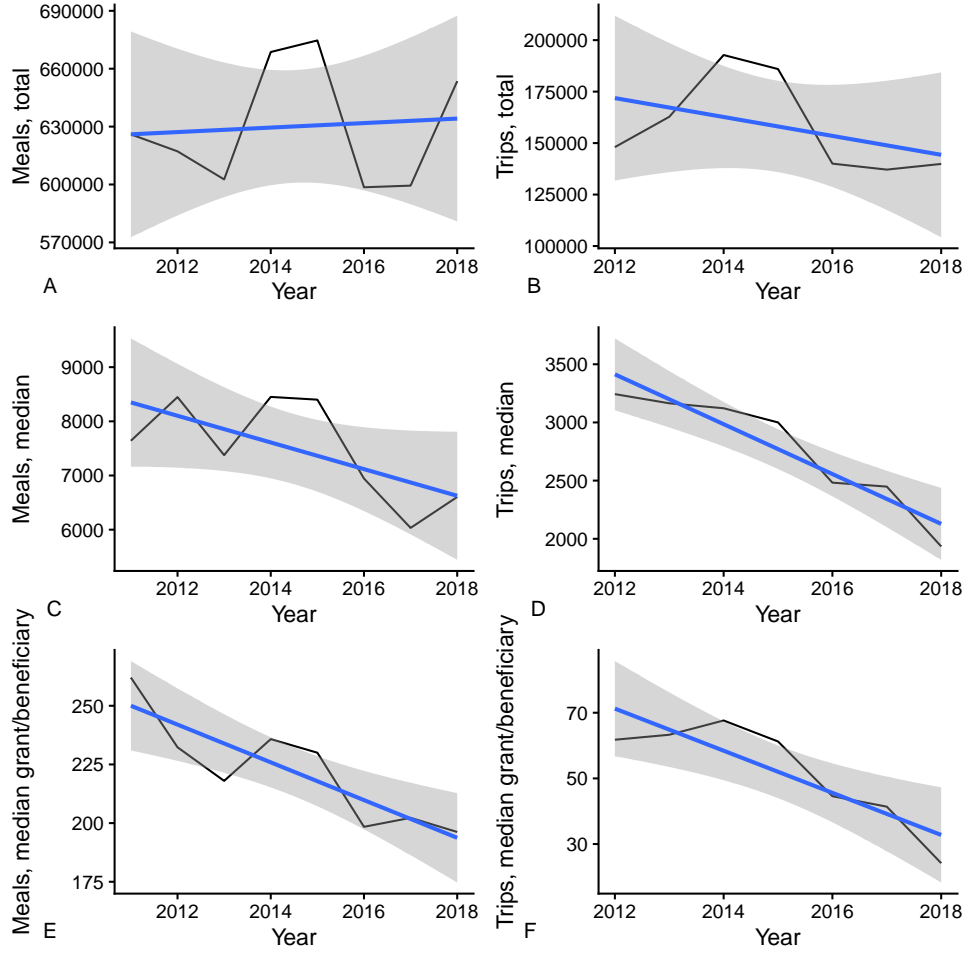 Meals, total
690000
660000
630000
600000
570000
2012 2014 2016 2018
Year
A
Trips, total
200000
175000
150000
125000
100000
2012 2014 2016 2018
Year
B
Meals, median
9000
8000
7000
6000
2012 2014 2016 2018
Year
C
Trips, median
3500
3000
2500
2000
2012 2014 2016 2018
Year
D
Meals, median grant/beneficiary
250
225
200
175
2012 2014 2016 2018
Year
E
Trips, median grant/beneficiary
70
50
30
2012 2014 2016 2018
Year
F